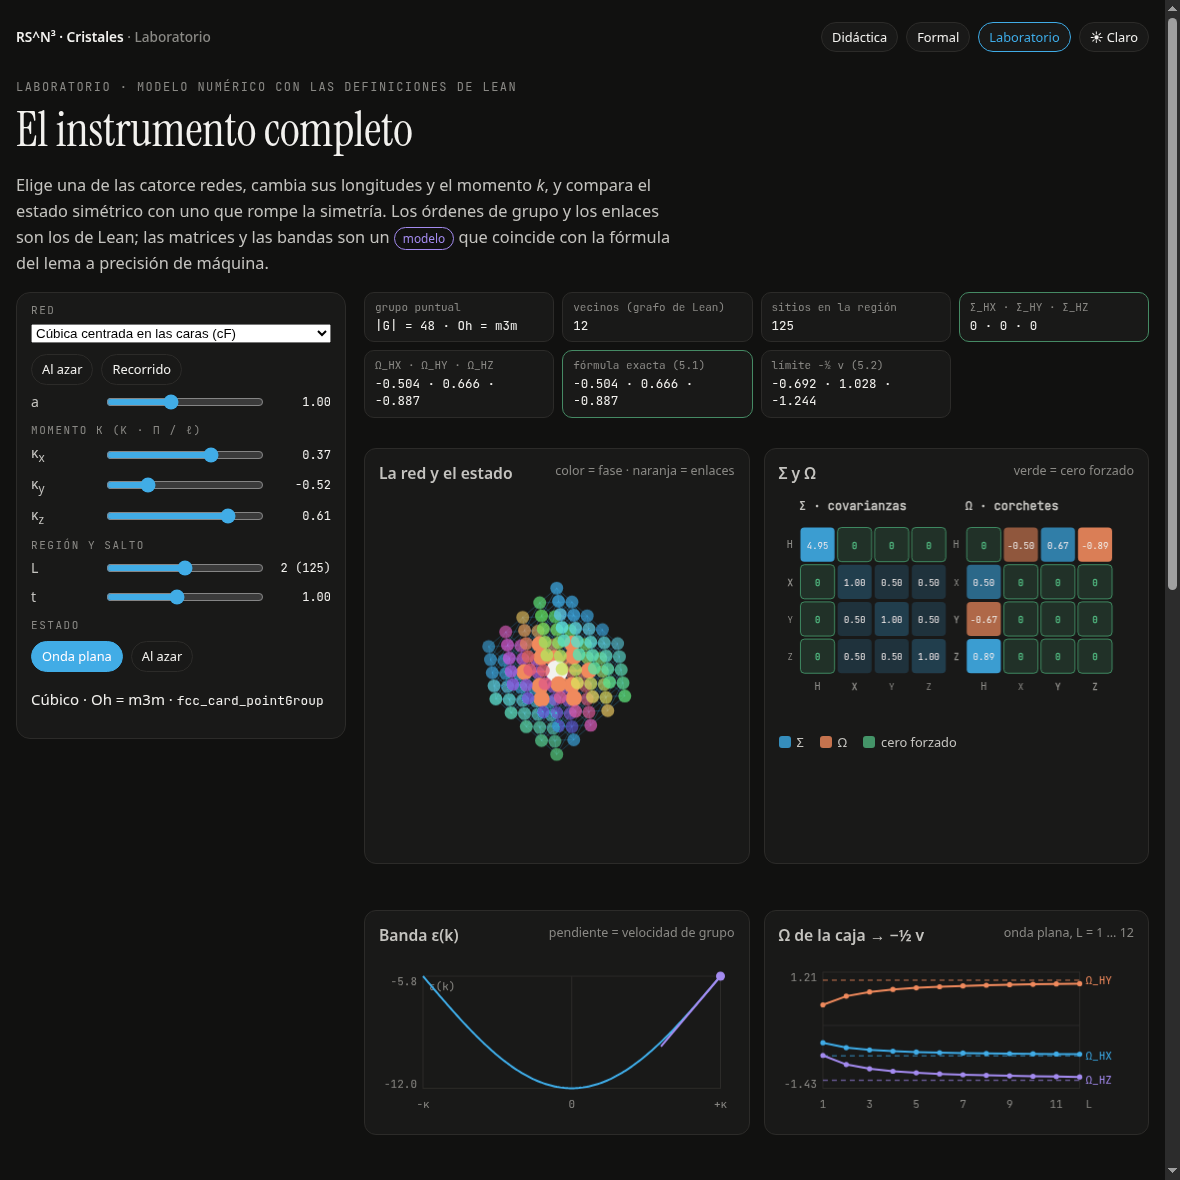 RS^N³ · Cristales · Laboratorio
Didáctica
Formal
Laboratorio
☀ Claro
LABORATORIO · MODELO NUMÉRICO CON LAS DEFINICIONES DE LEAN
El instrumento completo
Elige una de las catorce redes, cambia sus longitudes y el momento k, y compara el
estado simétrico con uno que rompe la simetría. Los órdenes de grupo y los enlaces
son los de Lean; las matrices y las bandas son un modelo que coincide con la fórmula
del lema a precisión de máquina.
RED
Cúbica centrada en las caras (cF)
Al azar
Recorrido
a 1.00
MOMENTO K (Κ · Π / ℓ)
κx 0.37
κy -0.52
κz 0.61
REGIÓN Y SALTO
L 2 (125)
t 1.00
ESTADO
Onda plana
Al azar
Cúbico · Oh = m3m · fcc_card_pointGroup
grupo puntual
|G| = 48 · Oh = m3m
vecinos (grafo de Lean)
12
sitios en la región
125
Σ_HX · Σ_HY · Σ_HZ
0 · 0 · 0
Ω_HX · Ω_HY · Ω_HZ
-0.504 · 0.666 ·
-0.887
fórmula exacta (5.1)
-0.504 · 0.666 ·
-0.887
límite -½ v (5.2)
-0.692 · 1.028 ·
-1.244
La red y el estado
color = fase · naranja = enlaces
Σ y Ω
verde = cero forzado
Σ · covarianzas
Ω · corchetes
H 4.95 0 0 0
X 0 1.00 0.50 0.50
Y 0 0.50 1.00 0.50
Z 0 0.50 0.50 1.00
H X Y Z
H 0 -0.50 0.67 -0.89
X 0.50 0 0 0
Y -0.67 0 0 0
Z 0.89 0 0 0
H X Y Z
Σ
Ω
cero forzado
Banda ε(k)
pendiente = velocidad de grupo
-5.8
ε(k)
-12.0
-κ 0 +κ
Ω de la caja → −½ v
onda plana, L = 1 … 12
1.21
Ω_HY
Ω_HX
Ω_HZ
-1.43
1 3 5 7 9 11 L